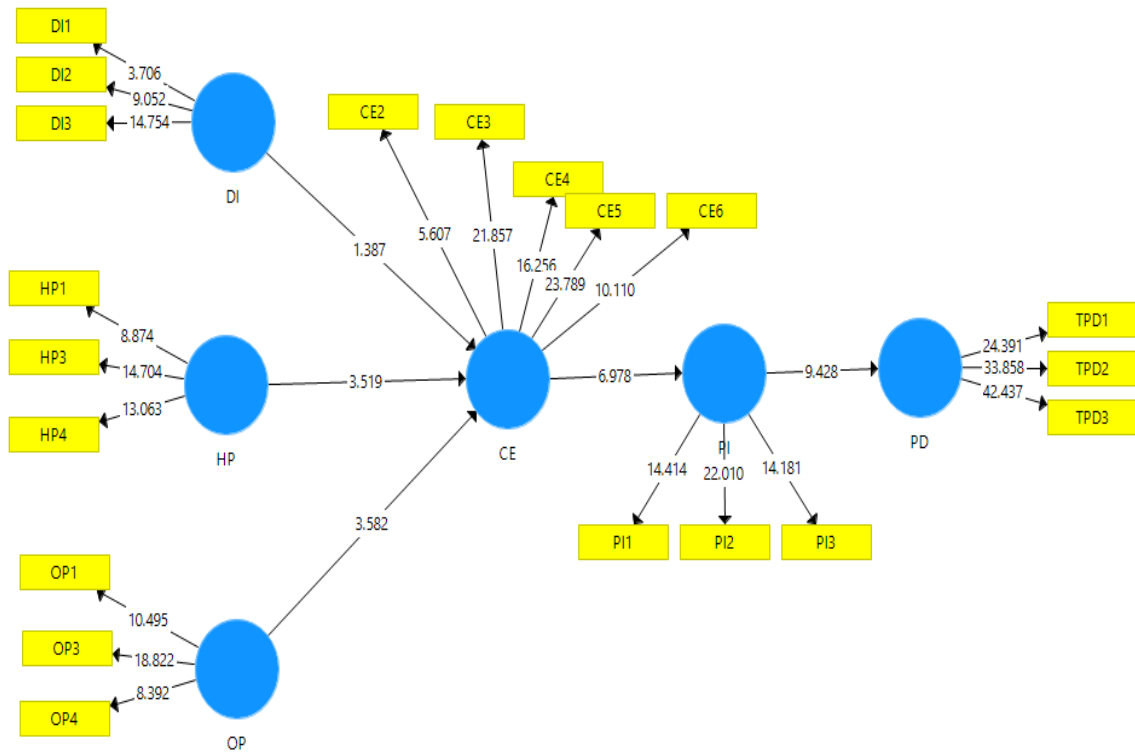 DI1
DI2
DI3
3.706
9.052
14.754
DI
1.387
CE2
CE3
CE4
CE5
CE6
5.607
21.857
16.256
23.789
10.110
HP1
HP3
HP4
8.874
14.704
13.063
HP
3.519
CE
6.978
PI
9.428
PD
TPD1
TPD2
TPD3
24.391
33.858
42.437
14.414
22.010
14.181
PI1
PI2
PI3
3.582
OP1
OP3
OP4
10.495
18.822
8.392
OP